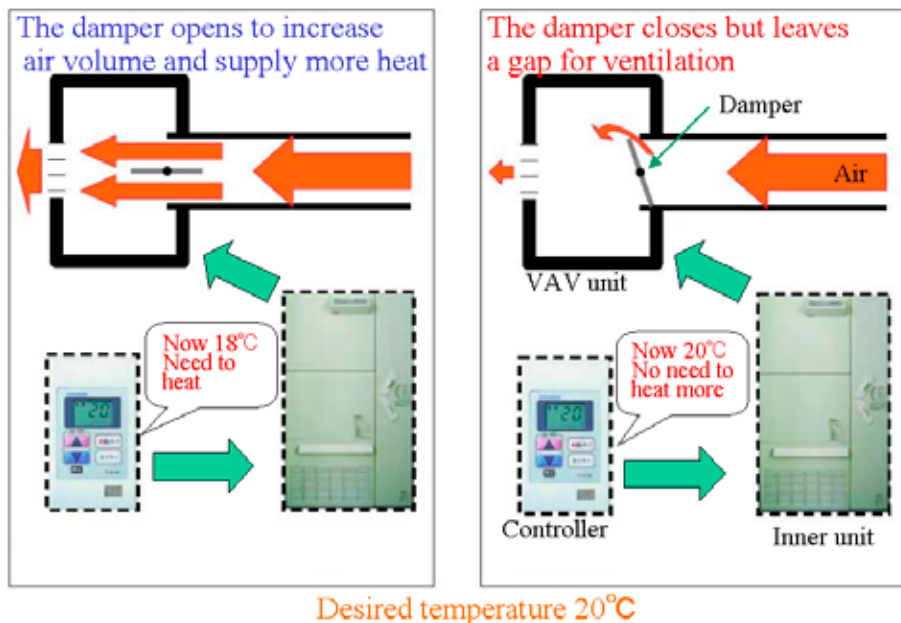 The damper opens to increase
air volume and supply more heat
Now 18℃
Need to
heat
20
The damper closes but leaves
a gap for ventilation
Damper
Air
VAV unit
Now 20℃
No need to
heat more
20
Controller
Inner unit
Desired temperature 20℃